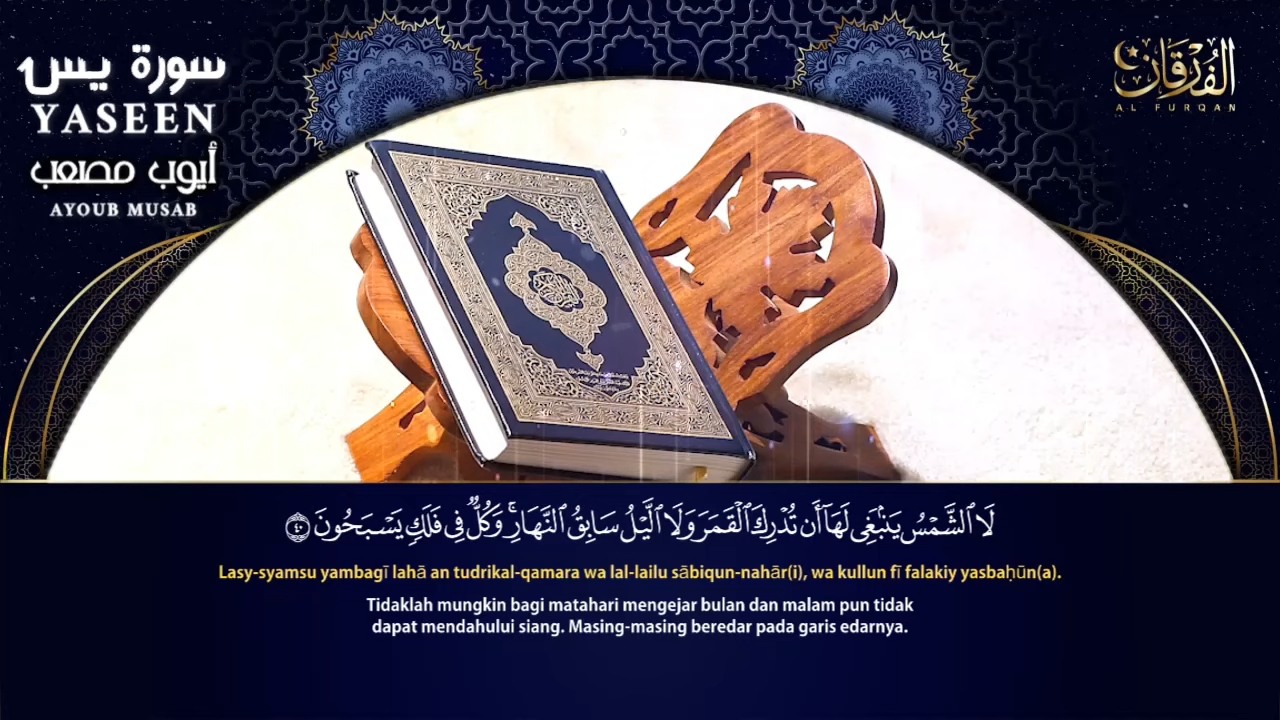 سورة يس
YASEEN
أيوب مصعب
AYOUB MUSAB
الفرقان
AL FURQAN
لَا ٱلشَّمْسُ يَنۢبَغِى لَهَآ أَن تُدْرِكَ ٱلْقَمَرَ وَلَا ٱلَّيْلُ سَابِقُ ٱلنَّهَارِ ۚ وَكُلٌّ فِى فَلَكٍ يَسْبَحُونَ ٤٠
Lasy-syamsu yambagī lahā an tudrikal-qamara wa lal-lailu sābiqun-nahār(i), wa kullun fī falakiy yasbaḥūn(a).
Tidaklah mungkin bagi matahari mengejar bulan dan malam pun tidak
dapat mendahului siang. Masing-masing beredar pada garis edarnya.